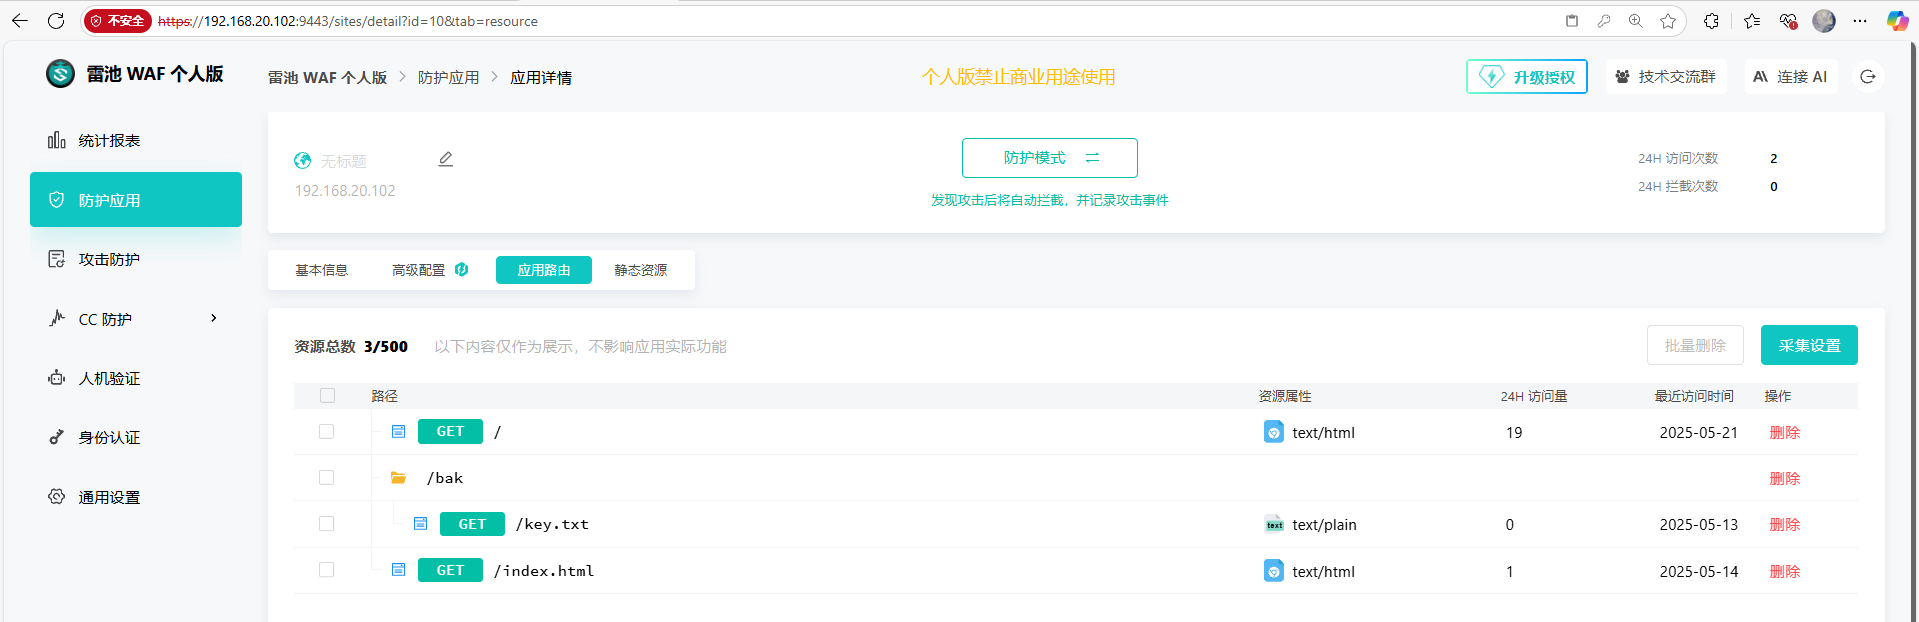 不安全 https://192.168.20.102:9443/sites/detail?id=10&tab=resource
雷池 WAF 个人版
雷池 WAF 个人版 > 防护应用 > 应用详情
个人版禁止商业用途使用
升级授权
技术交流群
连接 AI
统计报表
防护应用
攻击防护
CC 防护
人机验证
身份认证
通用设置
无标题
192.168.20.102
防护模式
发现攻击后将自动拦截，并记录攻击事件
24H 访问次数 2
24H 拦截次数 0
基本信息 高级配置 应用路由 静态资源
资源总数 3/500 以下内容仅作为展示，不影响应用实际功能
批量删除 采集设置
路径 资源属性 24H 访问量 最近访问时间 操作
GET / text/html 19 2025-05-21 删除
/bak 删除
GET /key.txt text text/plain 0 2025-05-13 删除
GET /index.html text/html 1 2025-05-14 删除